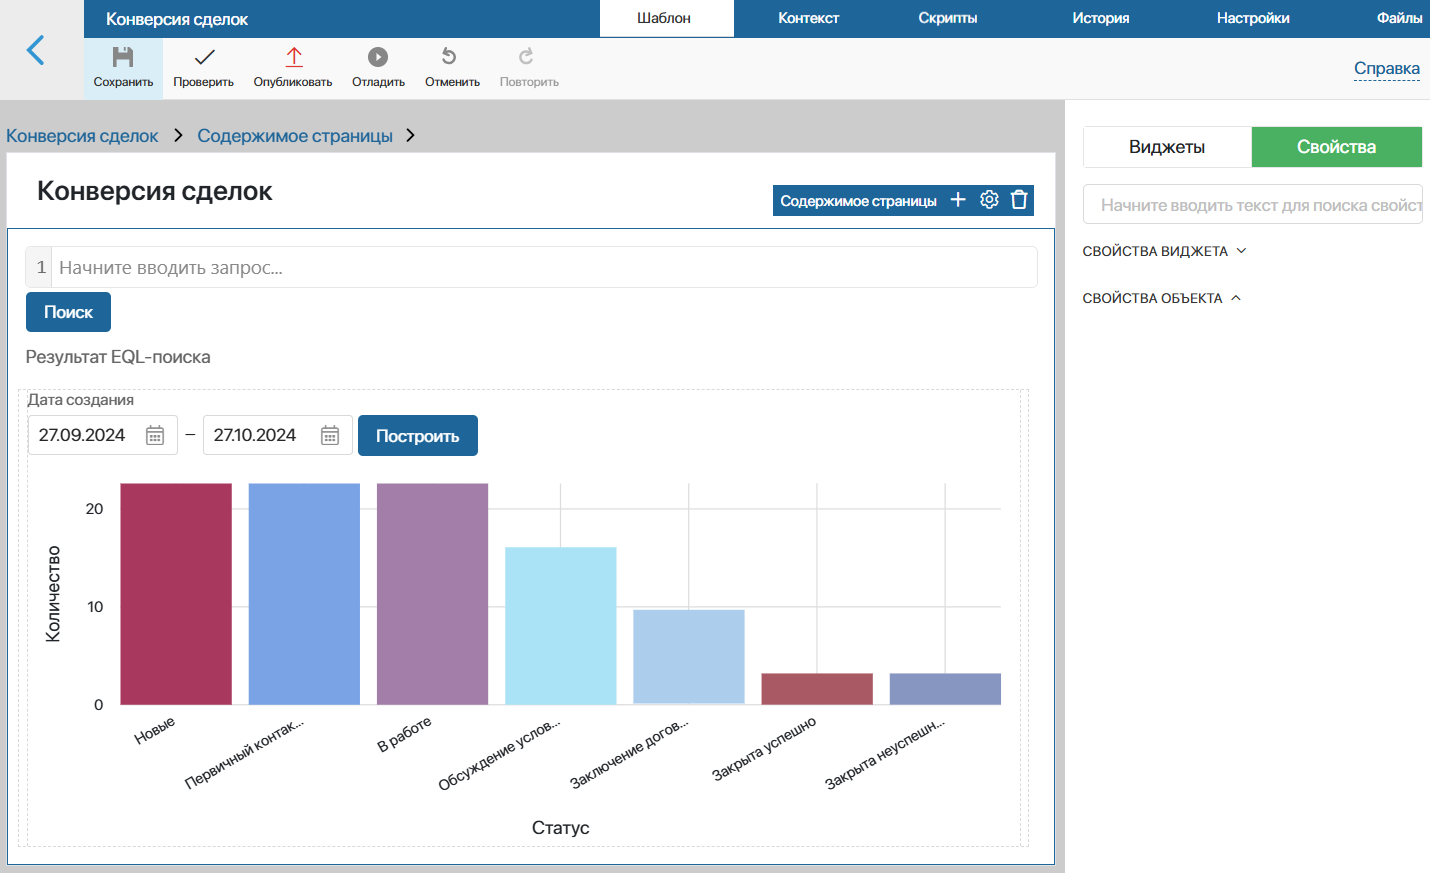 Конверсия сделок
Шаблон
Контекст
Скрипты
История
Настройки
Файлы
Сохранить
Проверить
Опубликовать
Отладить
Отменить
Повторить
Справка
Конверсия сделок
Содержимое страницы
Виджеты
Свойства
Конверсия сделок
Содержимое страницы
Начните вводить текст для поиска свойст
СВОЙСТВА ВИДЖЕТА
СВОЙСТВА ОБЪЕКТА
1 Начните вводить запрос...
Поиск
Результат EQL-поиска
Дата создания
27.09.2024 – 27.10.2024
Построить
20
10
0
Количество
Новые
Первичный контак...
В работе
Обсуждение услов...
Заключение догов...
Закрыта успешно
Закрыта неуспешн...
Статус